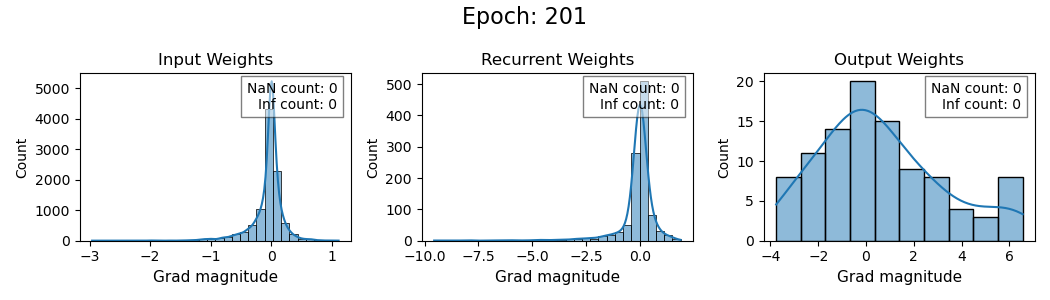 Epoch: 201
Input Weights
NaN count: 0
Inf count: 0
Count
5000
4000
3000
2000
1000
0
−3 −2 −1 0 1
Grad magnitude
Recurrent Weights
NaN count: 0
Inf count: 0
Count
500
400
300
200
100
0
−10.0 −7.5 −5.0 −2.5 0.0
Grad magnitude
Output Weights
NaN count: 0
Inf count: 0
Count
20
15
10
5
0
−4 −2 0 2 4 6
Grad magnitude